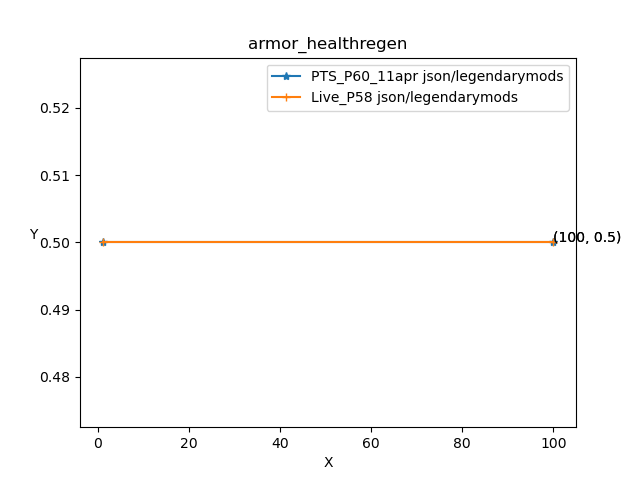 armor_healthregen
PTS_P60_11apr json/legendarymods
Live_P58 json/legendarymods
0.52
0.51
0.50
0.49
0.48
Y
(100, 0.5)
0
20
40
60
80
100
X